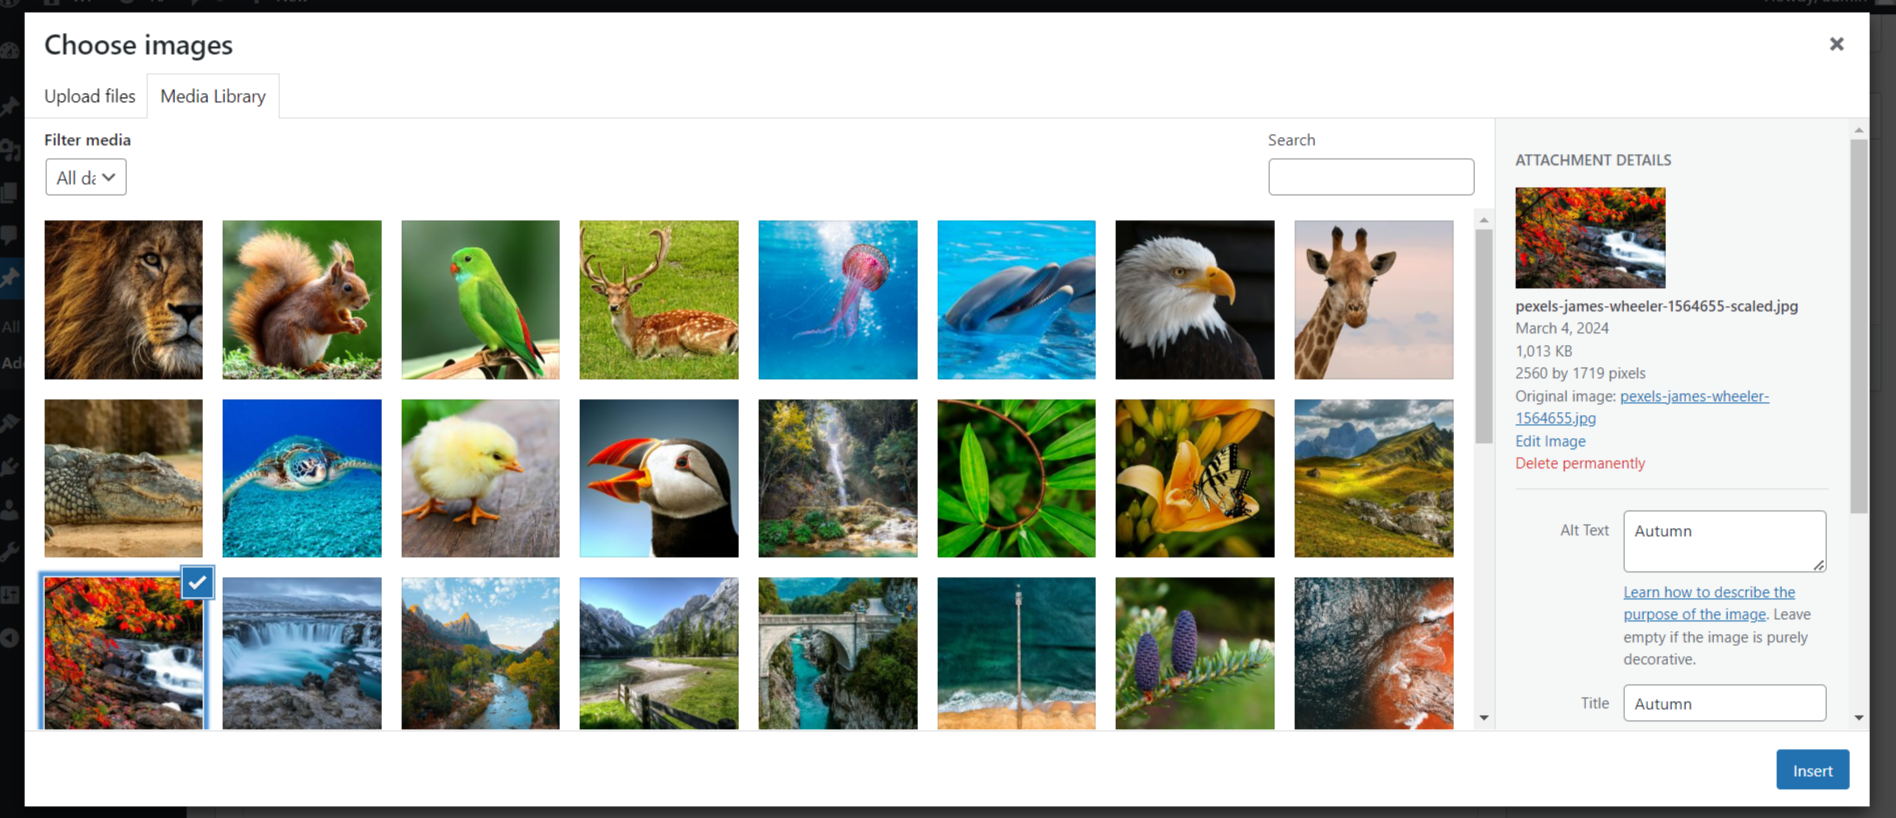 Choose images
Upload files
Media Library
Filter media
All da
Search
ATTACHMENT DETAILS
pexels-james-wheeler-1564655-scaled.jpg
March 4, 2024
1,013 KB
2560 by 1719 pixels
Original image: pexels-james-wheeler-
1564655.jpg
Edit Image
Delete permanently
Alt Text
Autumn
Learn how to describe the
purpose of the image. Leave
empty if the image is purely
decorative.
Title
Autumn
Insert
All